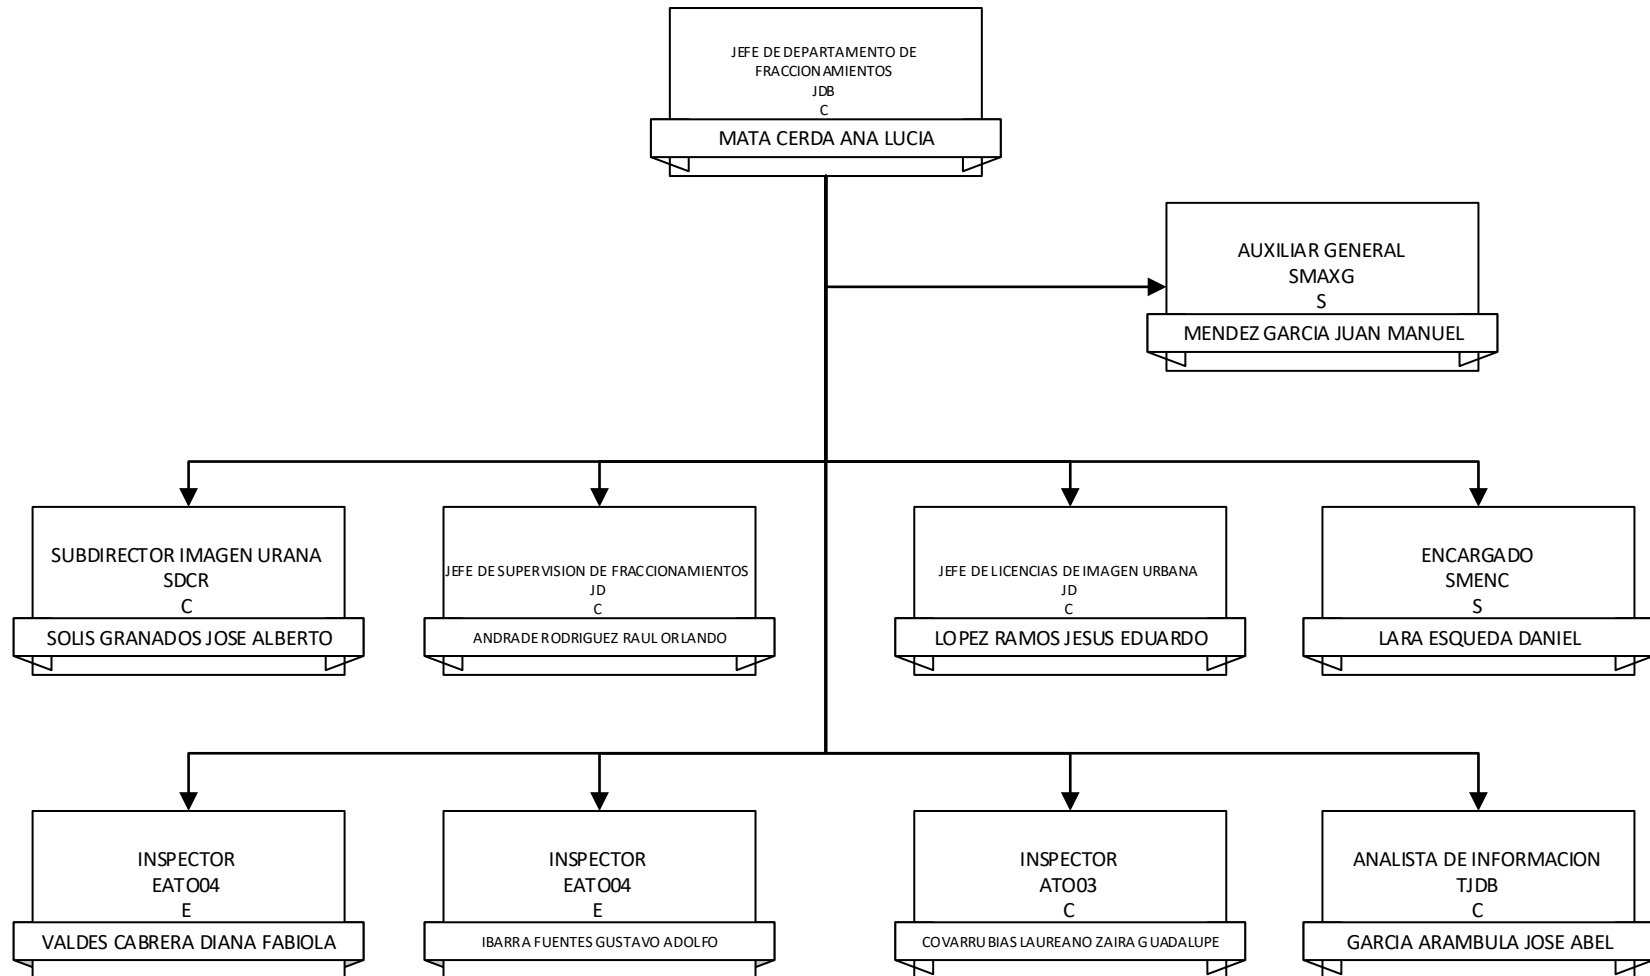 JEFE DE DEPARTAMENTO DE
FRACCIONAMIENTOS
JDB
C
MATA CERDA ANA LUCIA
AUXILIAR GENERAL
SMAXG
S
MENDEZ GARCIA JUAN MANUEL
SUBDIRECTOR IMAGEN URANA
SDCR
C
SOLIS GRANADOS JOSE ALBERTO
JEFE DE SUPERVISION DE FRACCIONAMIENTOS
JD
C
ANDRADE RODRIGUEZ RAUL ORLANDO
JEFE DE LICENCIAS DE IMAGEN URBANA
JD
C
LOPEZ RAMOS JESUS EDUARDO
ENCARGADO
SMENC
S
LARA ESQUEDA DANIEL
INSPECTOR
EATO04
E
VALDES CABRERA DIANA FABIOLA
INSPECTOR
EATO04
E
IBARRA FUENTES GUSTAVO ADOLFO
INSPECTOR
ATO03
C
COVARRUBIAS LAUREANO ZAIRA GUADALUPE
ANALISTA DE INFORMACION
TJDB
C
GARCIA ARAMBULA JOSE ABEL